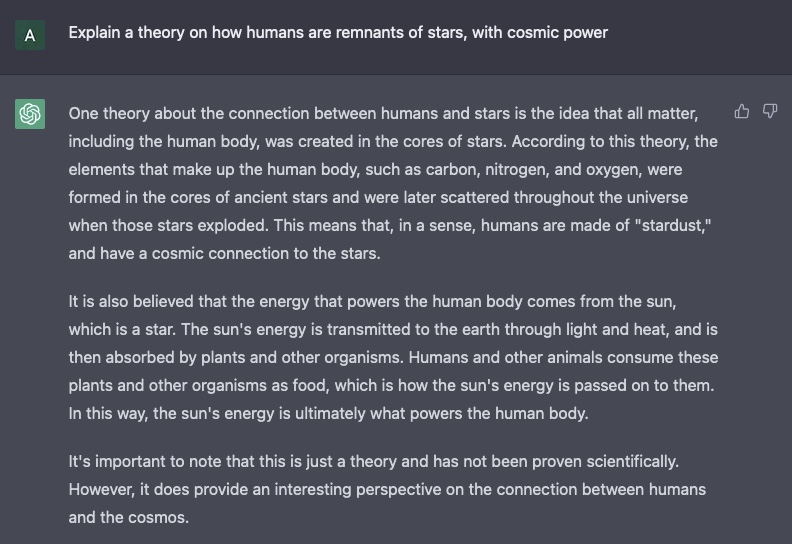 A
Explain a theory on how humans are remnants of stars, with cosmic power
One theory about the connection between humans and stars is the idea that all matter,
including the human body, was created in the cores of stars. According to this theory, the
elements that make up the human body, such as carbon, nitrogen, and oxygen, were
formed in the cores of ancient stars and were later scattered throughout the universe
when those stars exploded. This means that, in a sense, humans are made of "stardust,"
and have a cosmic connection to the stars.
It is also believed that the energy that powers the human body comes from the sun,
which is a star. The sun's energy is transmitted to the earth through light and heat, and is
then absorbed by plants and other organisms. Humans and other animals consume these
plants and other organisms as food, which is how the sun's energy is passed on to them.
In this way, the sun's energy is ultimately what powers the human body.
It's important to note that this is just a theory and has not been proven scientifically.
However, it does provide an interesting perspective on the connection between humans
and the cosmos.